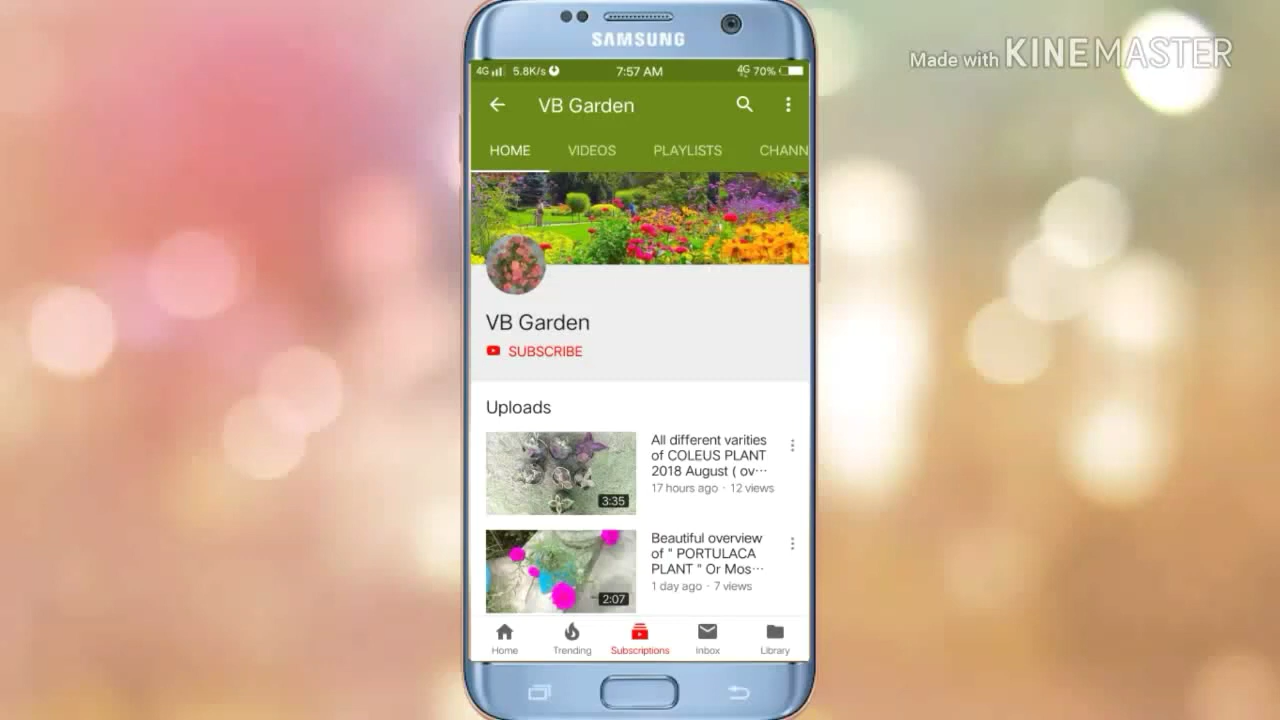 Made with KINEMASTER
SAMSUNG
4G 5.8K/s 7:57 AM 4G 70%
VB Garden
HOME VIDEOS PLAYLISTS CHANN
VB Garden
SUBSCRIBE
Uploads
All different varities
of COLEUS PLANT
2018 August ( ov···
17 hours ago · 12 views
3:35
Beautiful overview
of " PORTULACA
PLANT " Or Mos···
1 day ago · 7 views
2:07
Home Trending Subscriptions Inbox Library